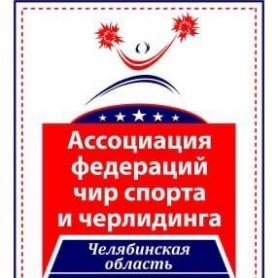 Ассоциация
федераций
чир спорта
и черлидинга
Челябинская
область